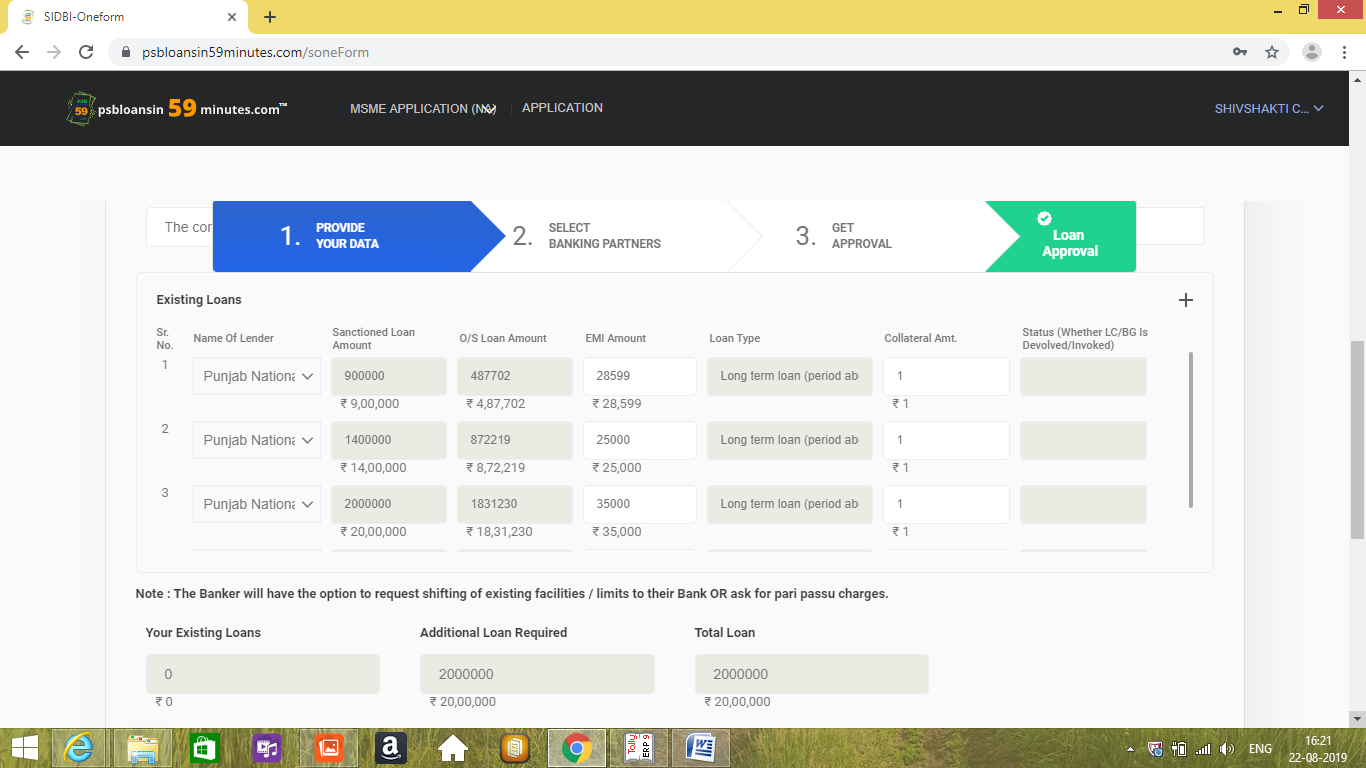 SIDBI-Oneform
psbloansin59minutes.com/soneForm
psbloansin 59 minutes.com™
MSME APPLICATION (N
APPLICATION
SHIVSHAKTI C...
The cor
1. PROVIDE
YOUR DATA
2. SELECT
BANKING PARTNERS
3. GET
APPROVAL
Loan
Approval
Existing Loans
Sr. No. Name Of Lender Sanctioned Loan Amount O/S Loan Amount EMI Amount Loan Type Collateral Amt. Status (Whether LC/BG Is Devolved/Invoked)
1 Punjab Nationa 900000 487702 28599 Long term loan (period ab 1
₹ 9,00,000 ₹ 4,87,702 ₹ 28,599 ₹ 1
2 Punjab Nationa 1400000 872219 25000 Long term loan (period ab 1
₹ 14,00,000 ₹ 8,72,219 ₹ 25,000 ₹ 1
3 Punjab Nationa 2000000 1831230 35000 Long term loan (period ab 1
₹ 20,00,000 ₹ 18,31,230 ₹ 35,000 ₹ 1
Note : The Banker will have the option to request shifting of existing facilities / limits to their Bank OR ask for pari passu charges.
Your Existing Loans Additional Loan Required Total Loan
0 2000000 2000000
₹ 0 ₹ 20,00,000 ₹ 20,00,000
Tally ERP 9
ENG
16:21
22-08-2019